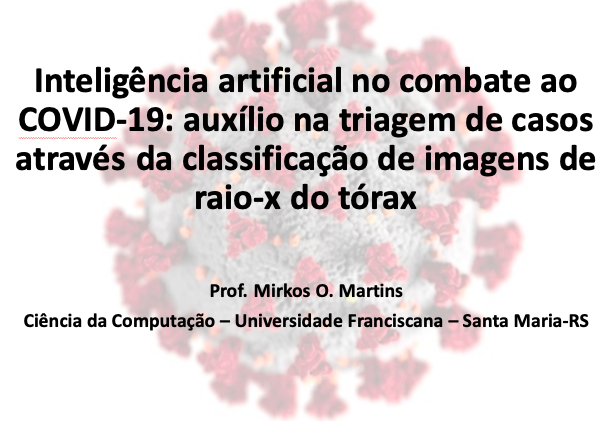 Inteligência artificial no combate ao
COVID-19: auxílio na triagem de casos
através da classificação de imagens de
raio-x do tórax
Prof. Mirkos O. Martins
Ciência da Computação – Universidade Franciscana – Santa Maria-RS